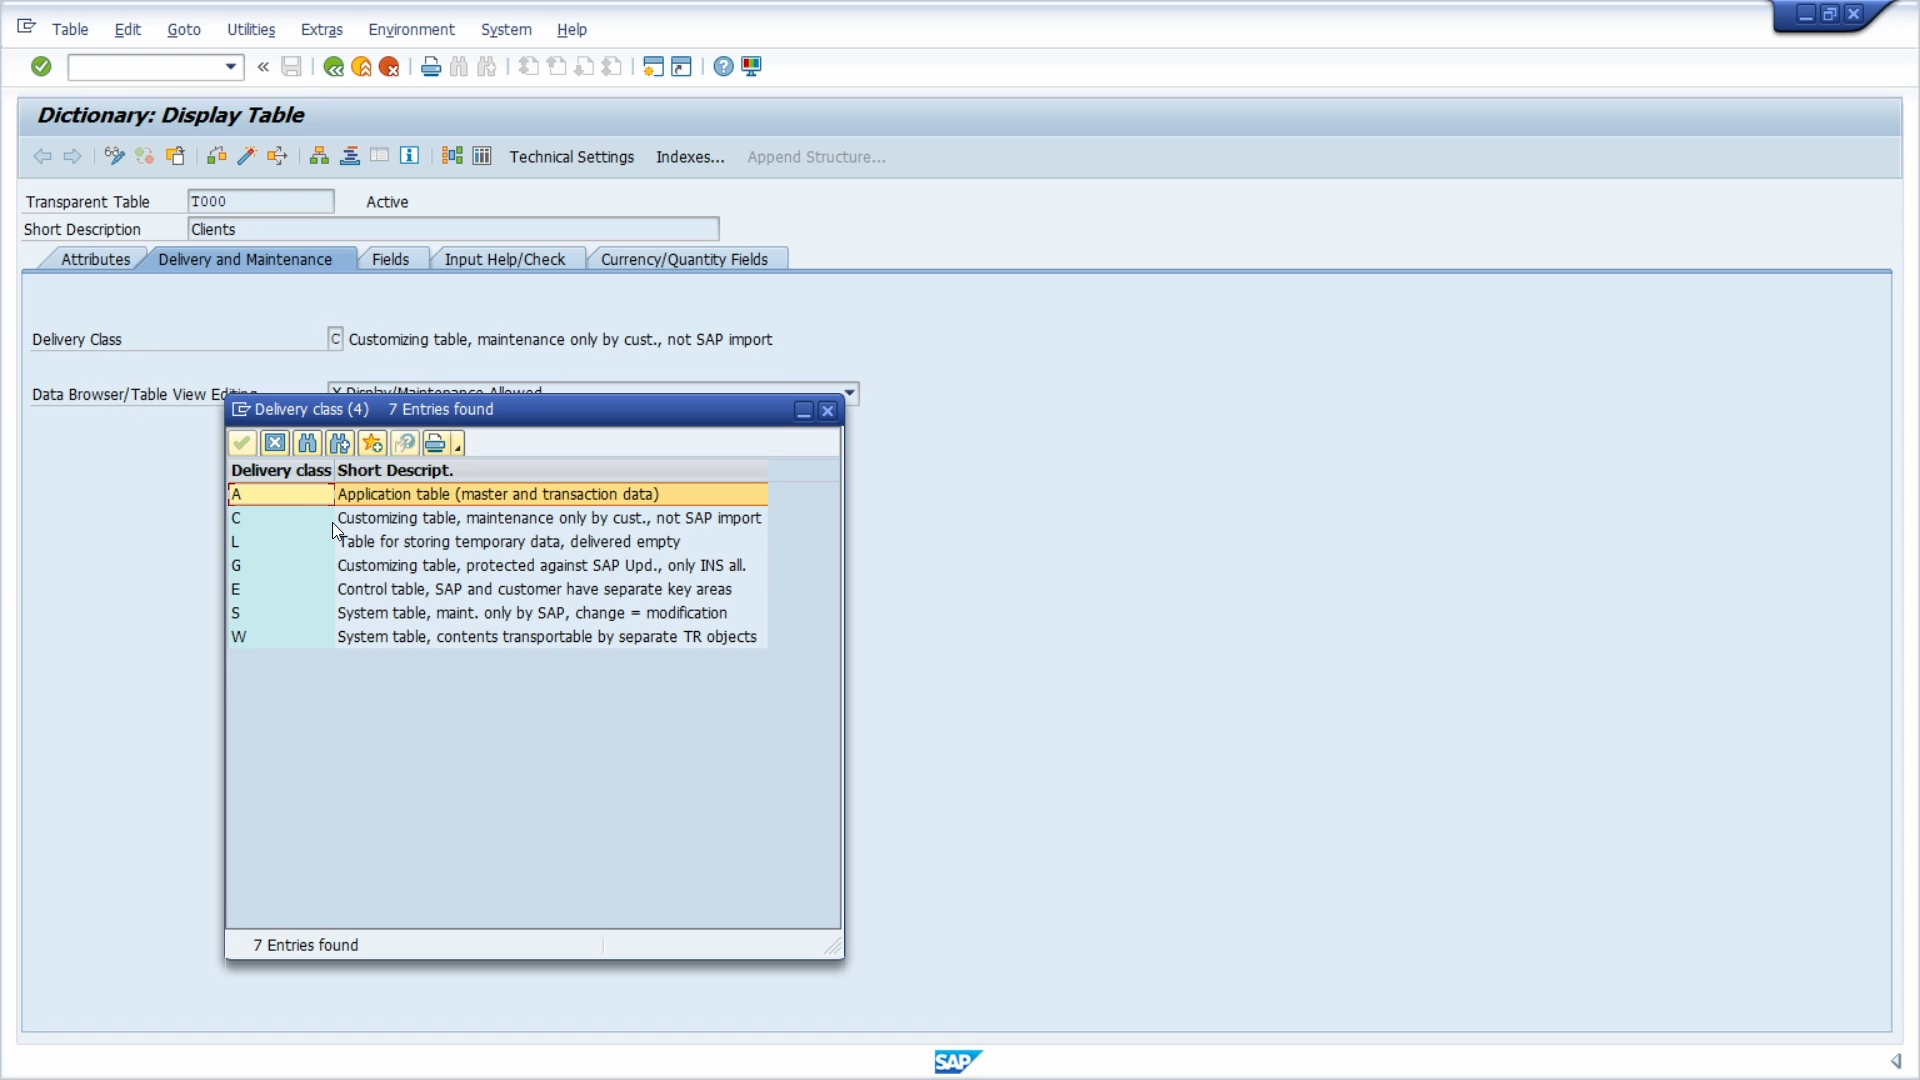 Table Edit Goto Utilities Extras Environment System Help
Dictionary: Display Table
Technical Settings Indexes... Append Structure...
Transparent Table T000 Active
Short Description Clients
Attributes Delivery and Maintenance Fields Input Help/Check Currency/Quantity Fields
Delivery Class C Customizing table, maintenance only by cust., not SAP import
Data Browser/Table View Editing X Display/Maintenance Allowed
Delivery class (4) 7 Entries found
Delivery class Short Descript.
A Application table (master and transaction data)
C Customizing table, maintenance only by cust., not SAP import
L Table for storing temporary data, delivered empty
G Customizing table, protected against SAP Upd., only INS all.
E Control table, SAP and customer have separate key areas
S System table, maint. only by SAP, change = modification
W System table, contents transportable by separate TR objects
7 Entries found
SAP